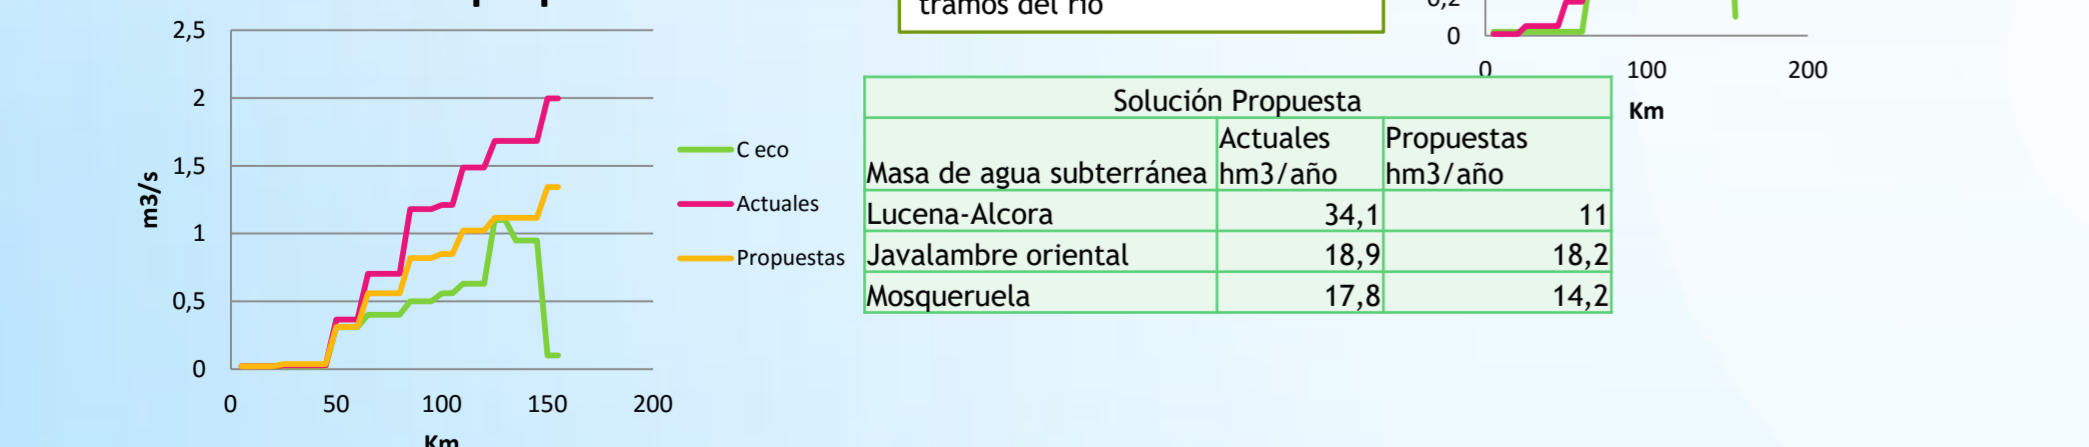 tramos del río
2,5
2
1,5
1
0,5
0
m3/s
0 50 100 150 200
Km
C eco
Actuales
Propuestas
0,2
0
0 100 200
Km
Solución Propuesta
Masa de agua subterránea Actuales hm3/año Propuestas hm3/año
Lucena-Alcora 34,1 11
Javalambre oriental 18,9 18,2
Mosqueruela 17,8 14,2